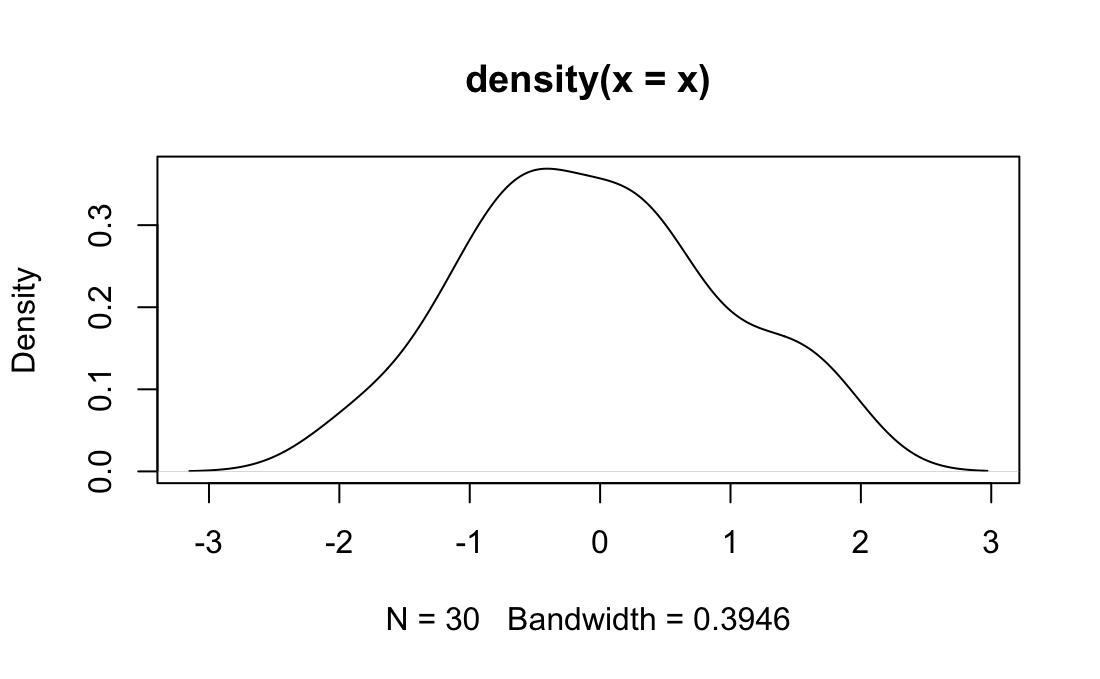 density(x = x)
Density
0.3
0.2
0.1
0.0
-3 -2 -1 0 1 2 3
N = 30 Bandwidth = 0.3946